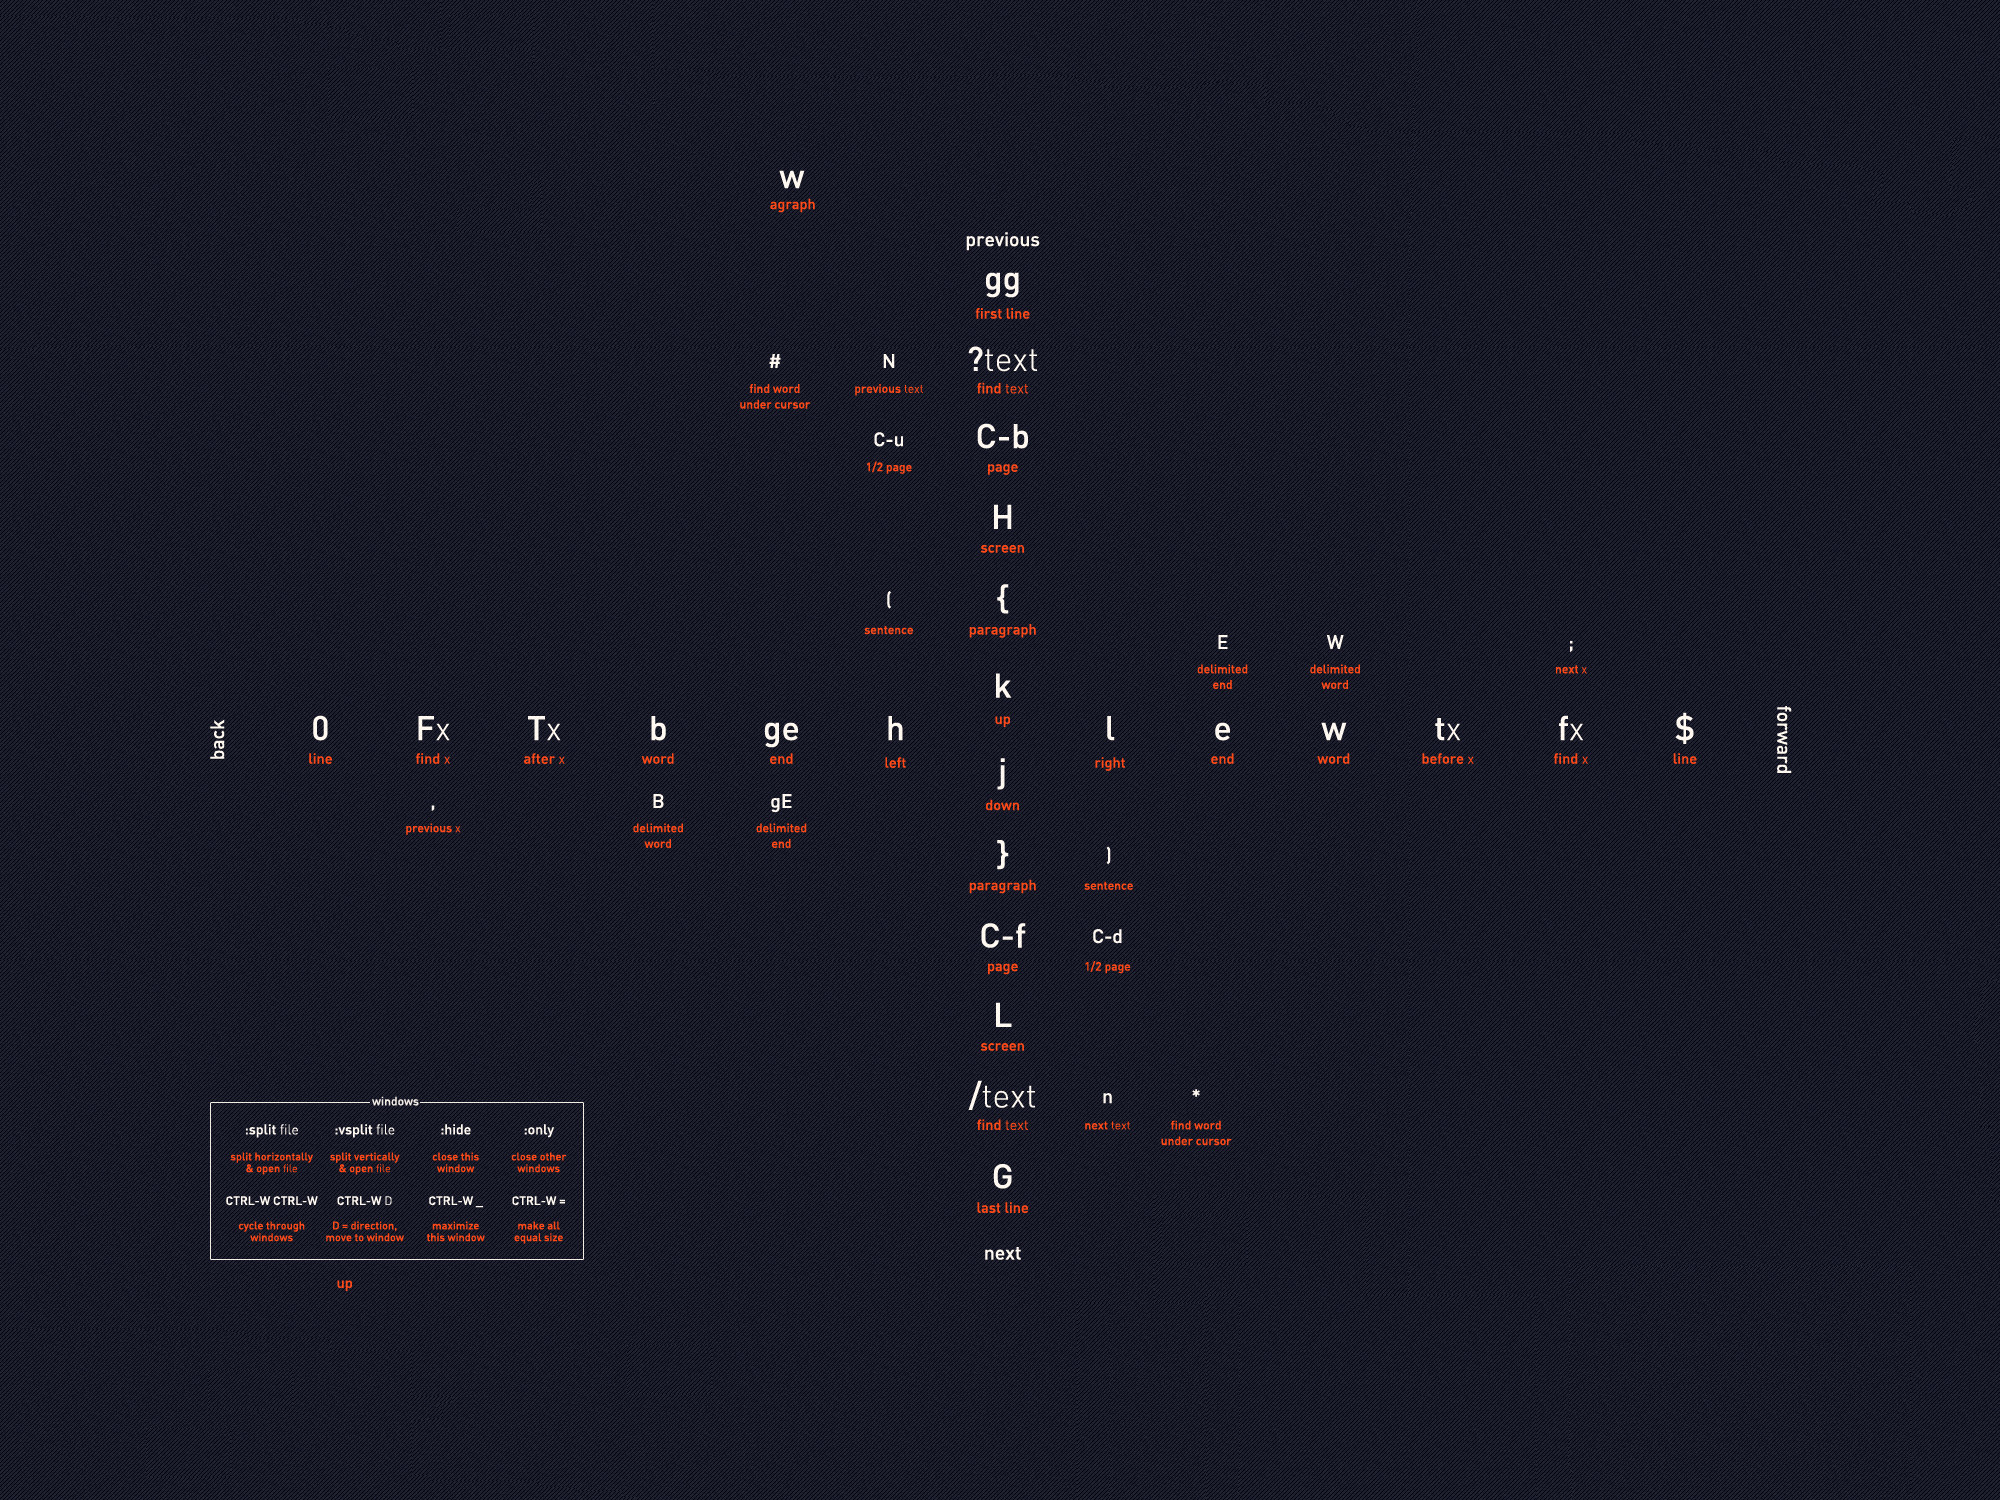 w
agraph
previous
gg
first line
# N ?text
find word previous text find text
under cursor
C-u C-b
1/2 page page
H
screen
( {
sentence paragraph
E W ;
delimited delimited next x
end word
k
up
back 0 Fx Tx b ge h l e w tx fx $ forward
line find x after x word end left right end word before x find x line
j
down
, B gE
previous x delimited delimited
word end
} )
paragraph sentence
C-f C-d
page 1/2 page
L
screen
/text n *
find text next text find word
under cursor
G
last line
next
windows
:split file :vsplit file :hide :only
split horizontally split vertically close this close other
& open file & open file window windows
CTRL-W CTRL-W CTRL-W D CTRL-W _ CTRL-W =
cycle through D = direction, maximize make all
windows move to window this window equal size
up